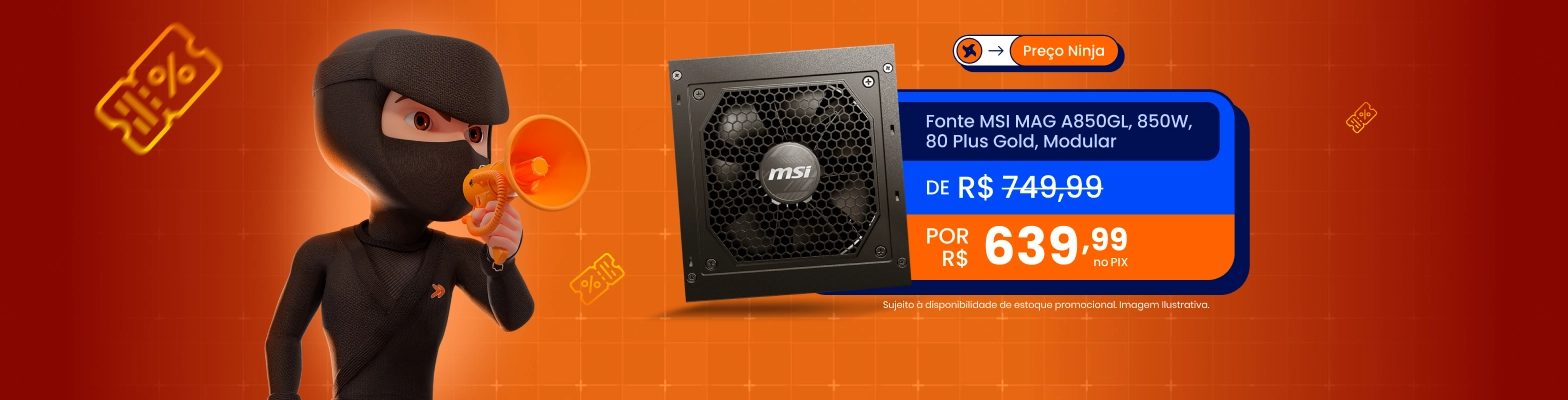 Preço Ninja
Fonte MSI MAG A850GL, 850W,
80 Plus Gold, Modular
DE R$ 749,99
POR
R$ 639,99
no PIX
msi
Sujeito à disponibilidade de estoque promocional. Imagem Ilustrativa.
%
%